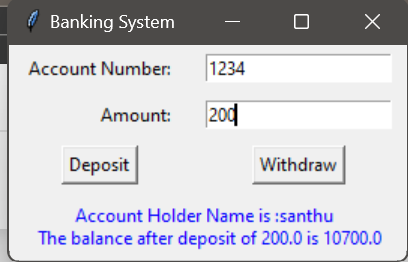 Banking System
Account Number: 1234
Amount: 200
Deposit Withdraw
Account Holder Name is :santhu
The balance after deposit of 200.0 is 10700.0